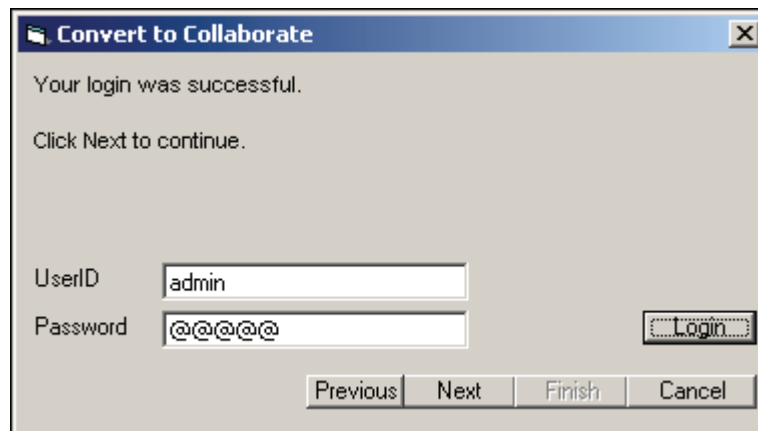 Convert to Collaborate
Your login was successful.
Click Next to continue.
UserID admin
Password @@@@@
Login
Previous Next Finish Cancel